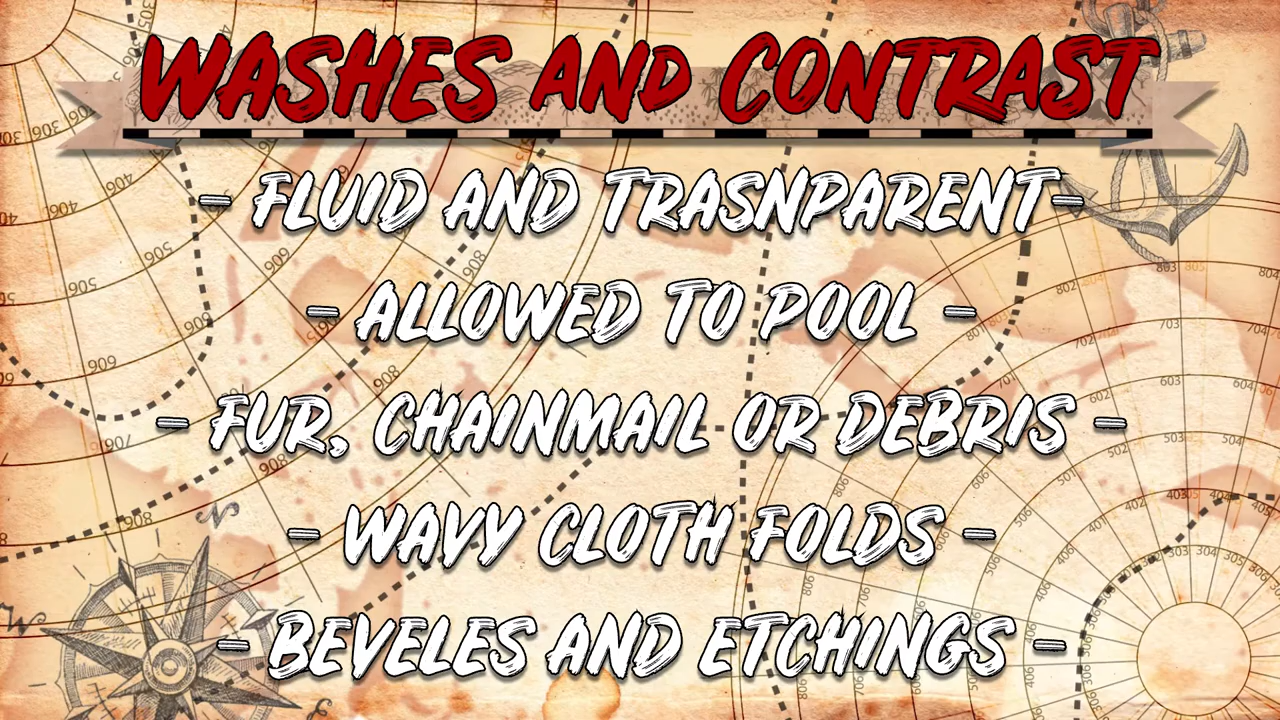 WASHES AND CONTRAST
- FLUID AND TRASNPARENT-
- ALLOWED TO POOL -
- FUR, CHAINMAIL OR DEBRIS -
- WAVY CLOTH FOLDS -
- BEVELES AND ETCHINGS -